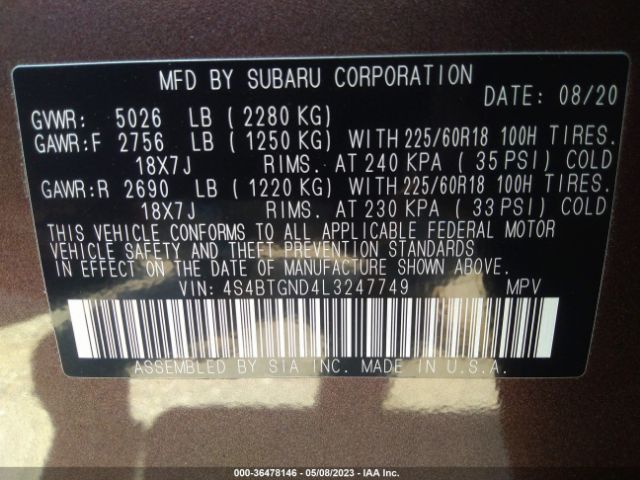 MFD BY SUBARU CORPORATION
DATE: 08/20
GVWR: 5026 LB ( 2280 KG)
GAWR:F 2756 LB ( 1250 KG) WITH 225/60R18 100H TIRES.
18X7J RIMS. AT 240 KPA ( 35 PSI) COLD
GAWR:R 2690 LB ( 1220 KG) WITH 225/60R18 100H TIRES.
18X7J RIMS. AT 230 KPA ( 33 PSI) COLD
THIS VEHICLE CONFORMS TO ALL APPLICABLE FEDERAL MOTOR
VEHICLE SAFETY AND THEFT PREVENTION STANDARDS
IN EFFECT ON THE DATE OF MANUFACTURE SHOWN ABOVE.
VIN: 4S4BTGND4L3247749 MPV
ASSEMBLED BY SIA INC. MADE IN U.S.A.
000-36478146 - 05/08/2023 - IAA Inc.